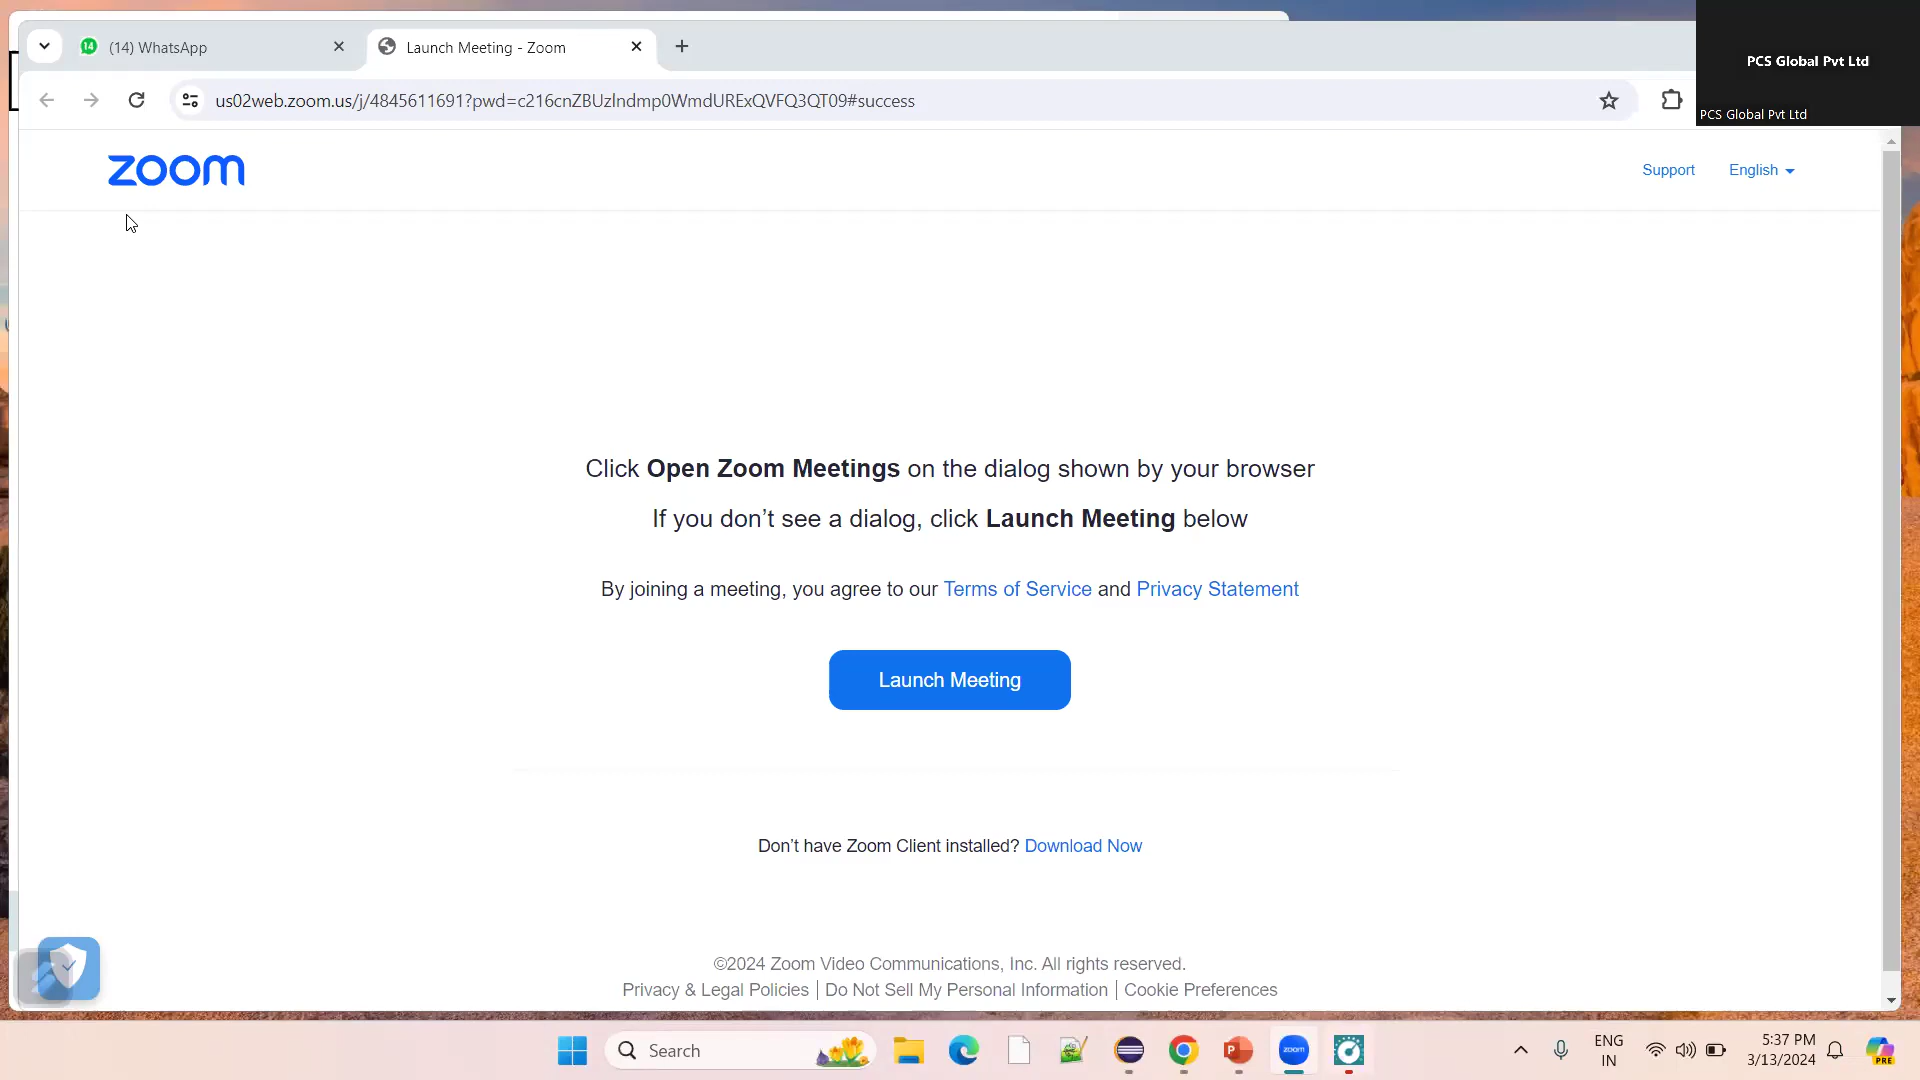 14 (14) WhatsApp
Launch Meeting - Zoom
PCS Global Pvt Ltd
us02web.zoom.us/j/4845611691?pwd=c216cnZBUzlndmp0WmdURExQVFQ3QT09#success
PCS Global Pvt Ltd
zoom
Support
English
Click Open Zoom Meetings on the dialog shown by your browser
If you don’t see a dialog, click Launch Meeting below
By joining a meeting, you agree to our Terms of Service and Privacy Statement
Launch Meeting
Don’t have Zoom Client installed? Download Now
©2024 Zoom Video Communications, Inc. All rights reserved.
Privacy & Legal Policies | Do Not Sell My Personal Information | Cookie Preferences
Search
zoom
ENG
IN
5:37 PM
3/13/2024
PRE